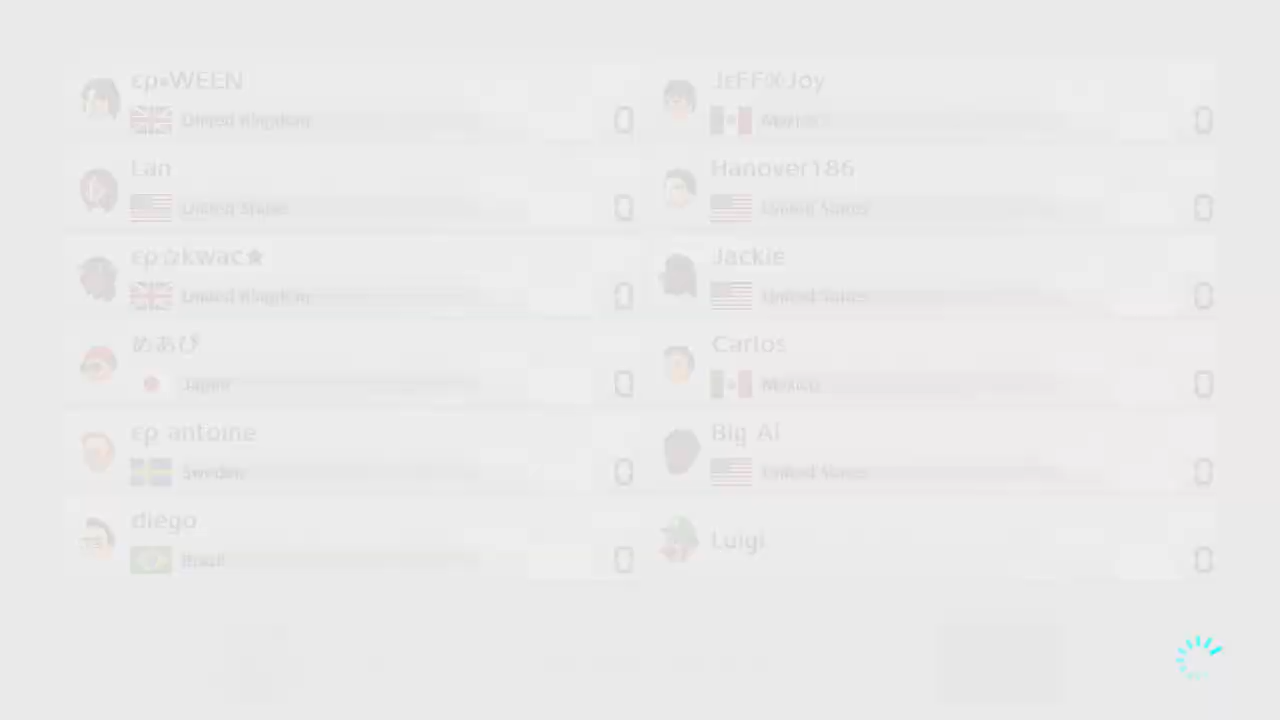 εp•WEEN
United Kingdom
0
Lan
United States
0
εp☆kwac★
United Kingdom
0
めあぴ
Japan
0
εp antoine
Sweden
0
diego
Brazil
0
JεFF※Joy
Mexico
0
Hanover186
United States
0
Jackie
United States
0
Carlos
Mexico
0
Big Al
United States
0
Luigi
0